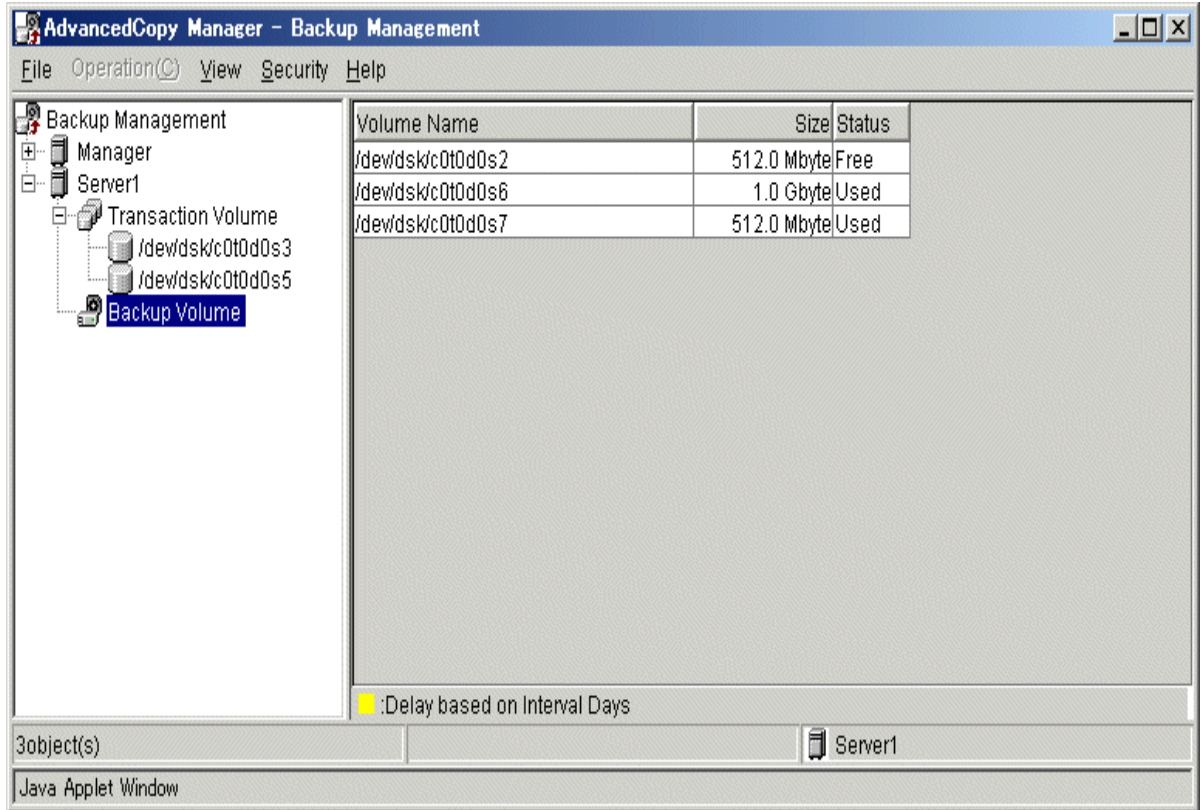 AdvancedCopy Manager - Backup Management
File Operation(C) View Security Help
Backup Management
Manager
Server1
Transaction Volume
/dev/dsk/c0t0d0s3
/dev/dsk/c0t0d0s5
Backup Volume
Volume Name Size Status
/dev/dsk/c0t0d0s2 512.0 Mbyte Free
/dev/dsk/c0t0d0s6 1.0 Gbyte Used
/dev/dsk/c0t0d0s7 512.0 Mbyte Used
:Delay based on Interval Days
3object(s) Server1
Java Applet Window